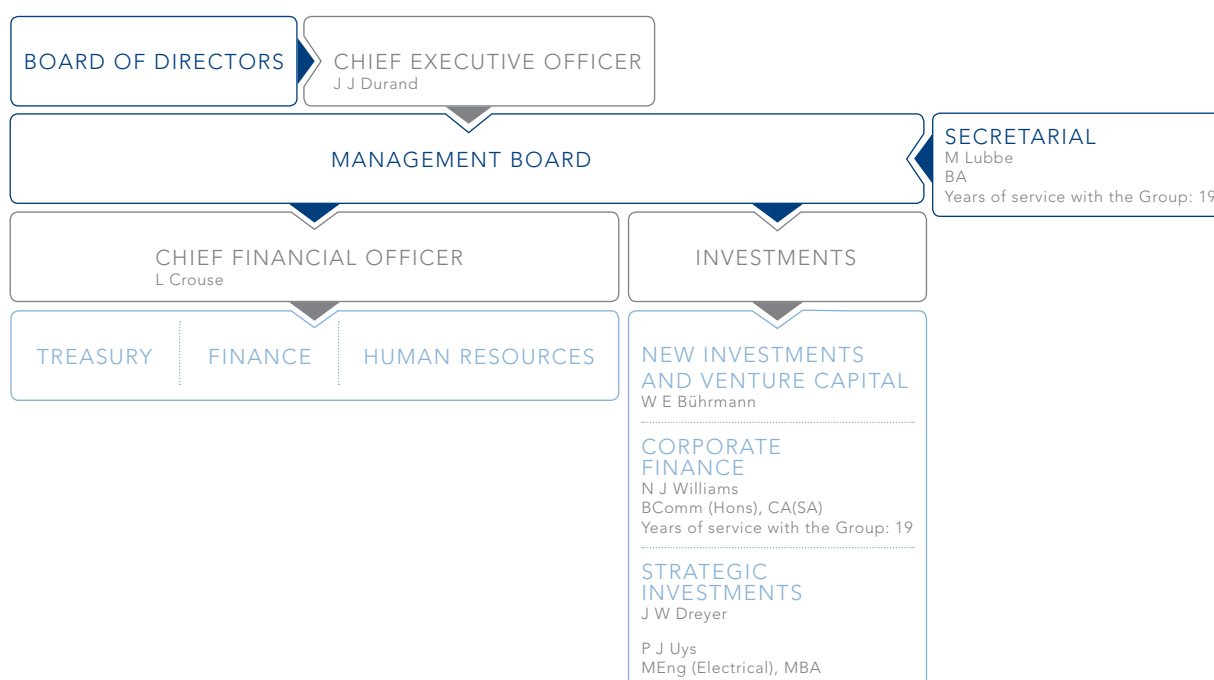 BOARD OF DIRECTORS
CHIEF EXECUTIVE OFFICER
J J Durand
MANAGEMENT BOARD
SECRETARIAL
M Lubbe
BA
Years of service with the Group: 19
CHIEF FINANCIAL OFFICER
L Crouse
INVESTMENTS
TREASURY
FINANCE
HUMAN RESOURCES
NEW INVESTMENTS
AND VENTURE CAPITAL
W E Bührmann
CORPORATE
FINANCE
N J Williams
BComm (Hons), CA(SA)
Years of service with the Group: 19
STRATEGIC
INVESTMENTS
J W Dreyer
P J Uys
MEng (Electrical), MBA